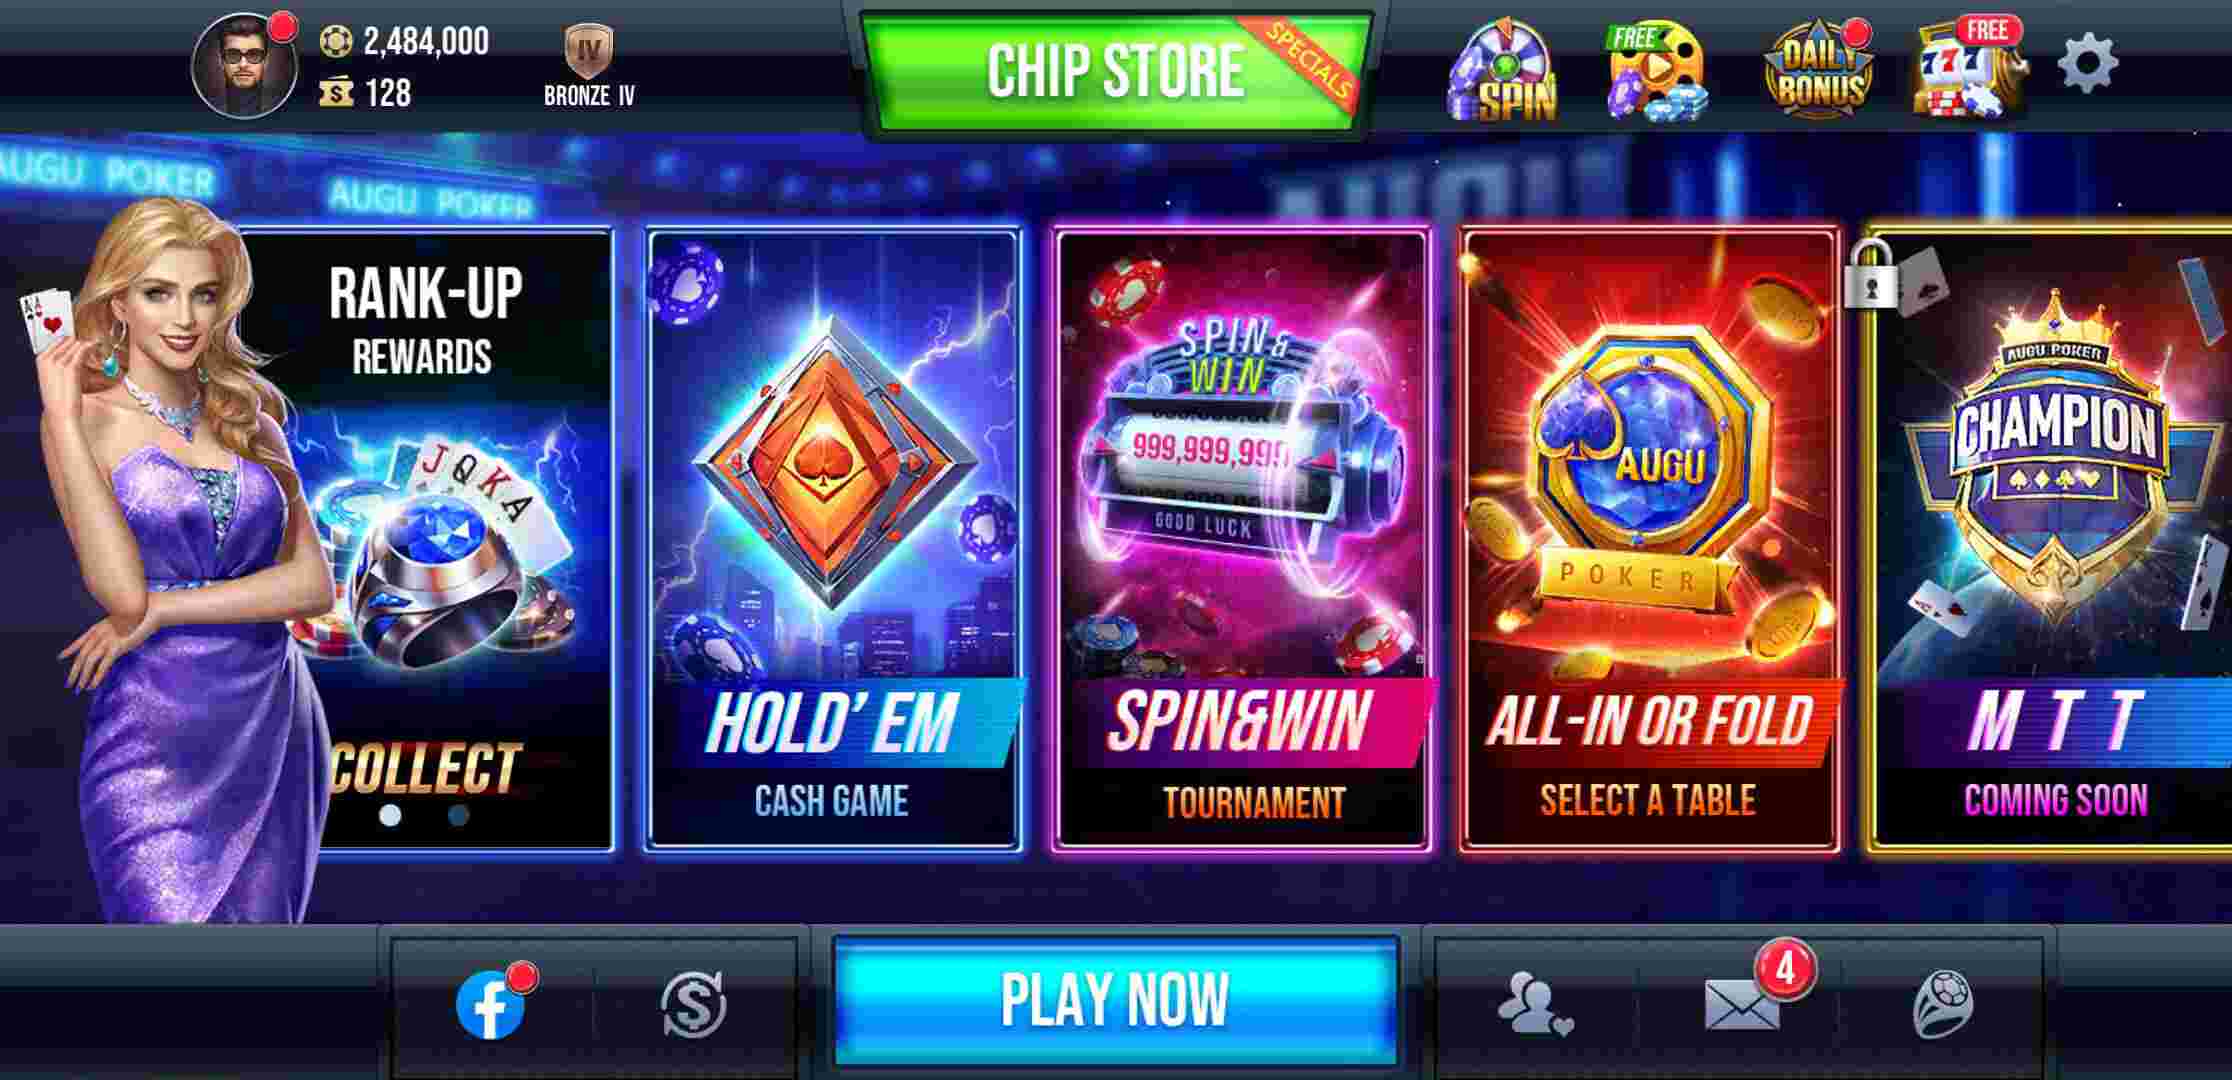 2,484,000
128
IV
BRONZE IV
CHIP STORE
SPECIALS
SPIN
FREE
DAILY
BONUS
FREE
777
AUGU POKER
AUGU POKER
AUGU
RANK-UP
REWARDS
J Q K A
COLLECT
SPIN&
WIN
999,999,999
GOOD LUCK
AUGU
POKER
AUGU POKER
CHAMPION
HOLD' EM
CASH GAME
SPIN&WIN
TOURNAMENT
ALL-IN OR FOLD
SELECT A TABLE
MTT
COMING SOON
PLAY NOW
4